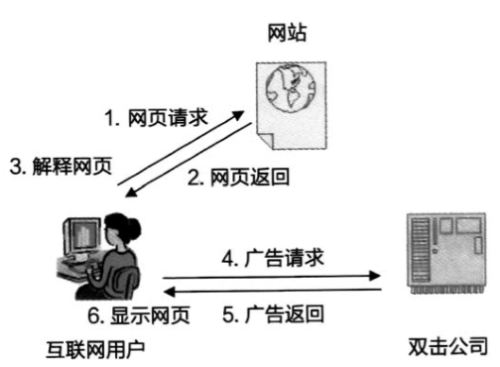 网站
1. 网页请求
3. 解释网页
2. 网页返回
4. 广告请求
6. 显示网页
5. 广告返回
互联网用户
双击公司